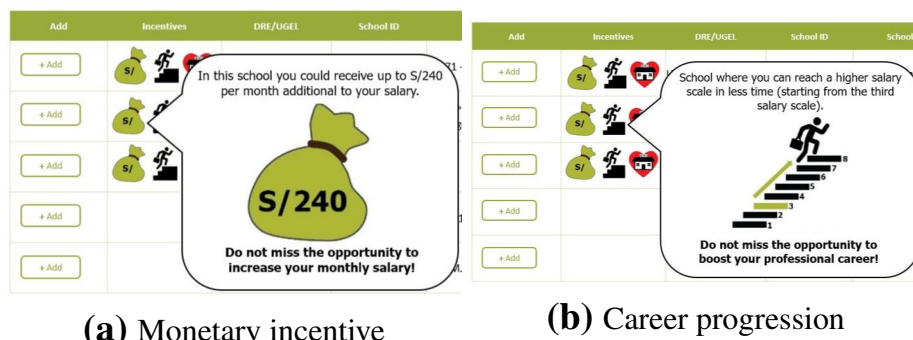 Add Incentives DRE/UGEL School ID
+ Add
+ Add
+ Add
+ Add
+ Add
S/
S/
S/
71 -
In this school you could receive up to S/240
per month additional to your salary.
S/240
Do not miss the opportunity to
increase your monthly salary!
(a) Monetary incentive
Add Incentives DRE/UGEL School ID School
+ Add
+ Add
+ Add
+ Add
+ Add
S/
S/
S/
School where you can reach a higher salary
scale in less time (starting from the third
salary scale).
8
7
6
5
4
3
2
1
Do not miss the opportunity to
boost your professional career!
(b) Career progression